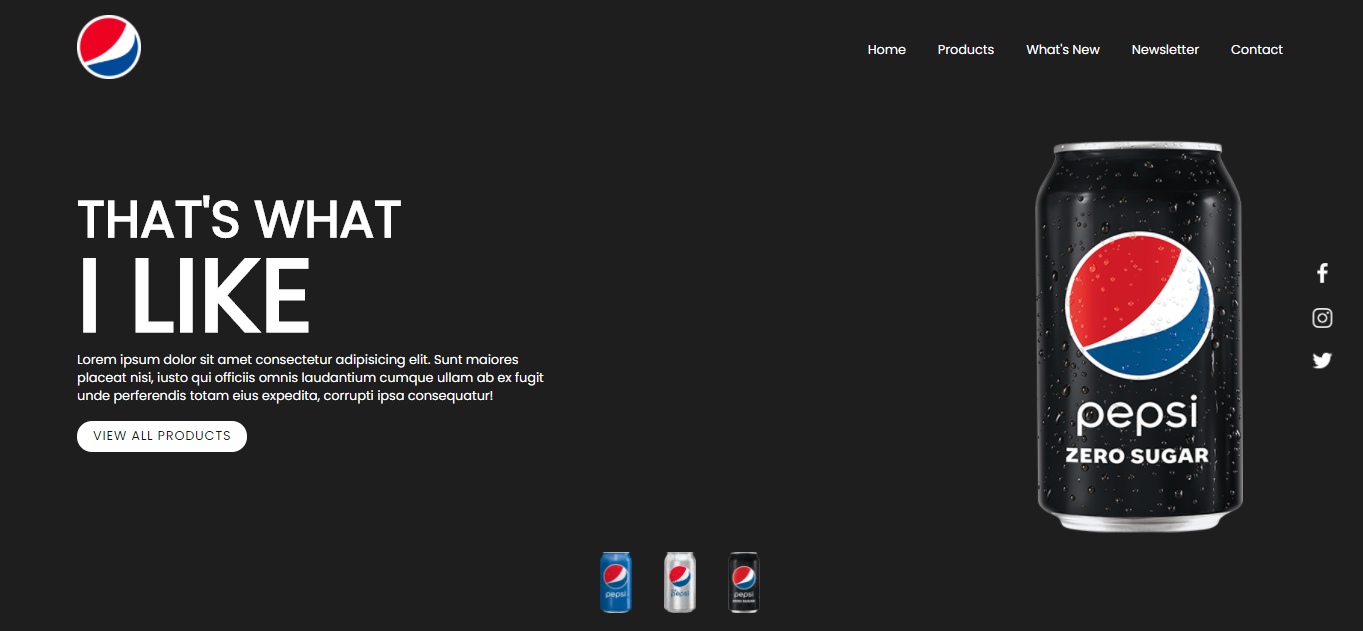 Home Products What's New Newsletter Contact
THAT'S WHAT
I LIKE
Lorem ipsum dolor sit amet consectetur adipisicing elit. Sunt maiores
placeat nisi, iusto qui officiis omnis laudantium cumque ullam ab ex fugit
unde perferendis totam eius expedita, corrupti ipsa consequatur!
VIEW ALL PRODUCTS
pepsi
ZERO SUGAR
pepsi
pepsi
pepsi
ZERO SUGAR